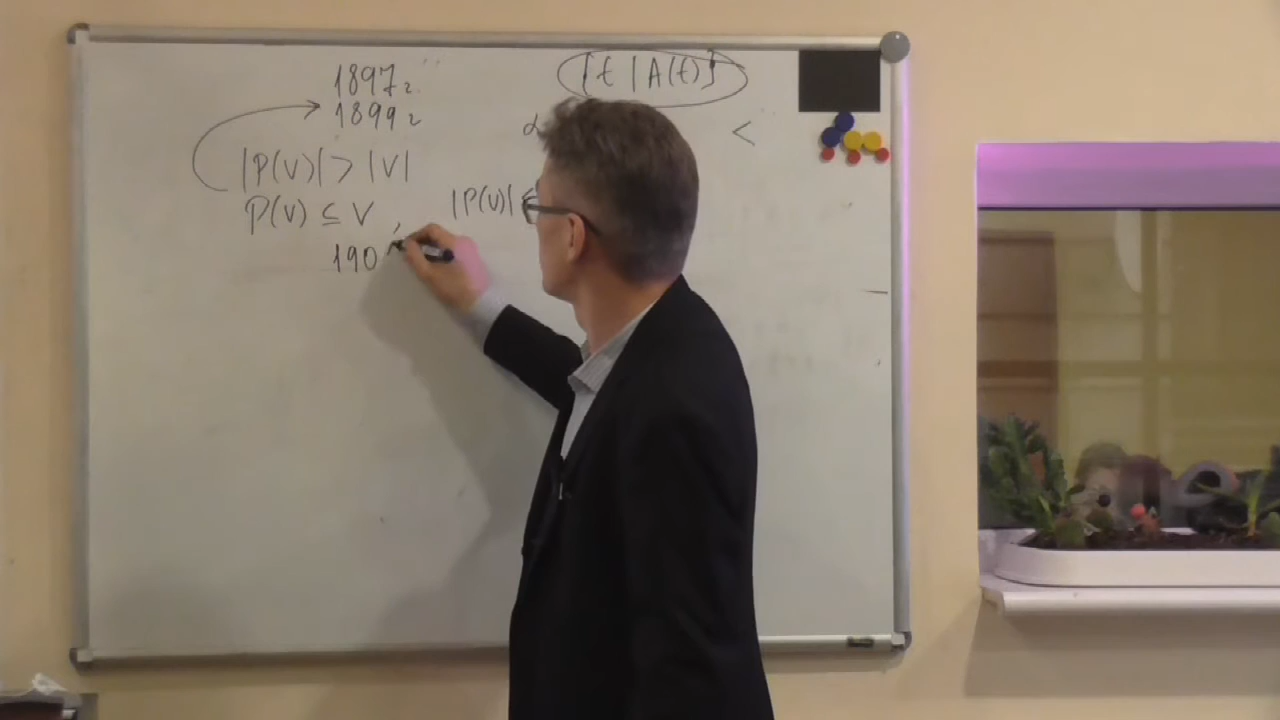 1897г.
1899г
|P(V)| > |V|
P(V) ⊆ V
190
{t | A(t)}
α
<
|P(V)| ≤